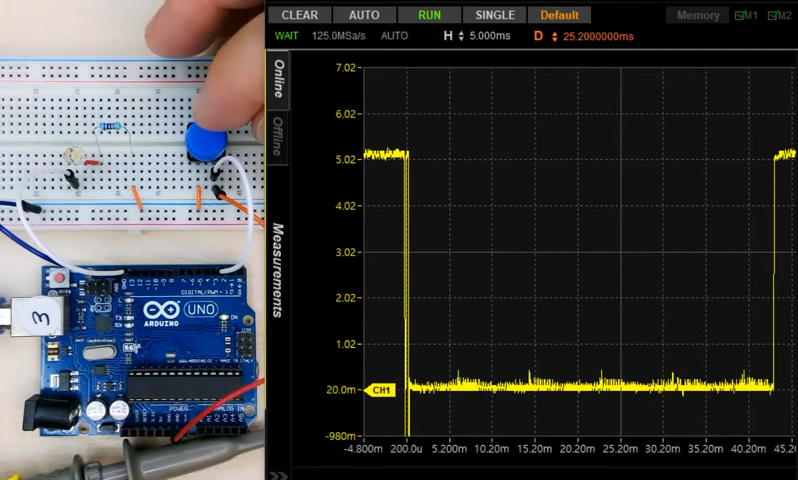 CLEAR AUTO RUN SINGLE Default Memory M1 M2
WAIT 125.0MSa/s AUTO H 5.000ms D 25.2000000ms
Online
Offline
Measurements
7.02
6.02
5.02
4.02
3.02
2.02
1.02
20.0m
-980m
CH1
-4.800m 200.0u 5.200m 10.20m 15.20m 20.20m 25.20m 30.20m 35.20m 40.20m 45.2
3
DIGITAL (PWM ~)
TX
RX
ON
UNO
ARDUINO
POWER ANALOG IN